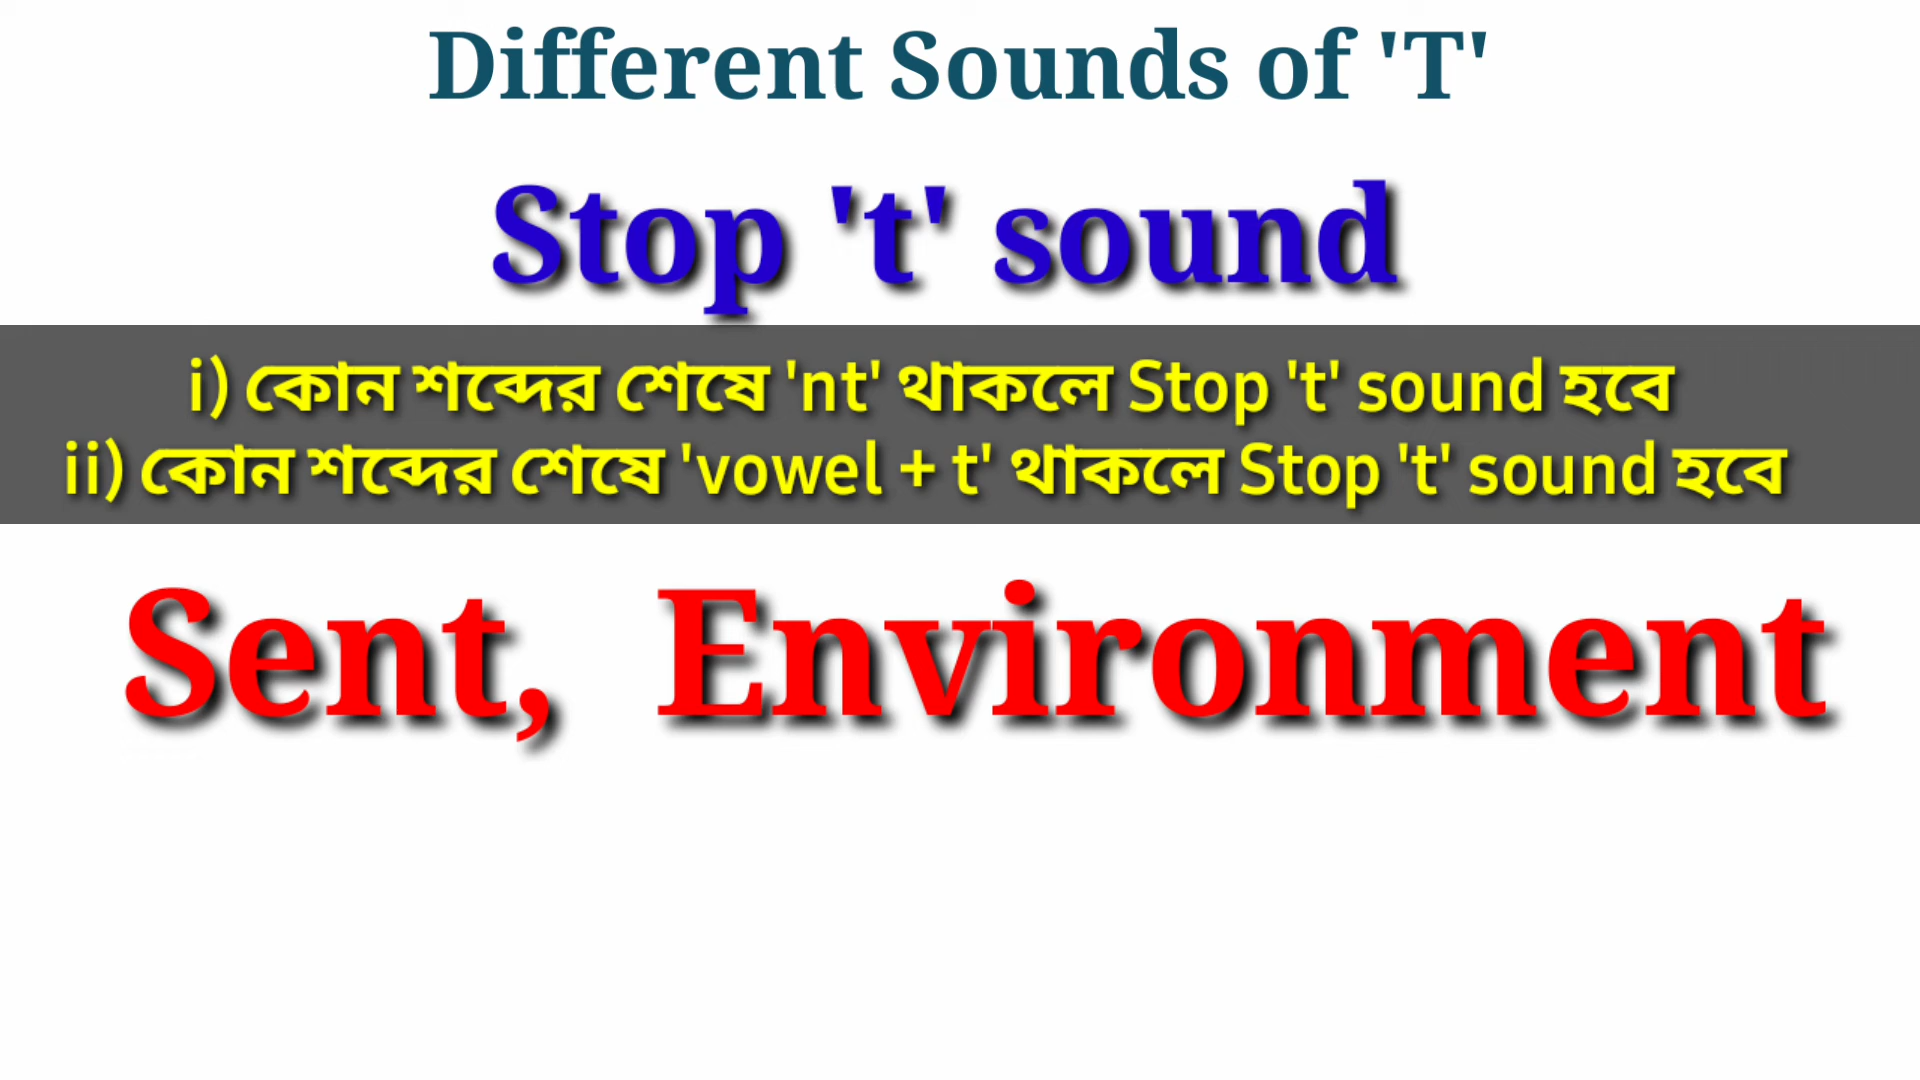 Different Sounds of 'T'
Stop 't' sound
i) কোন শব্দের শেষে 'nt' থাকলে Stop 't' sound হবে
ii) কোন শব্দের শেষে 'vowel + t' থাকলে Stop 't' sound হবে
Sent, Environment